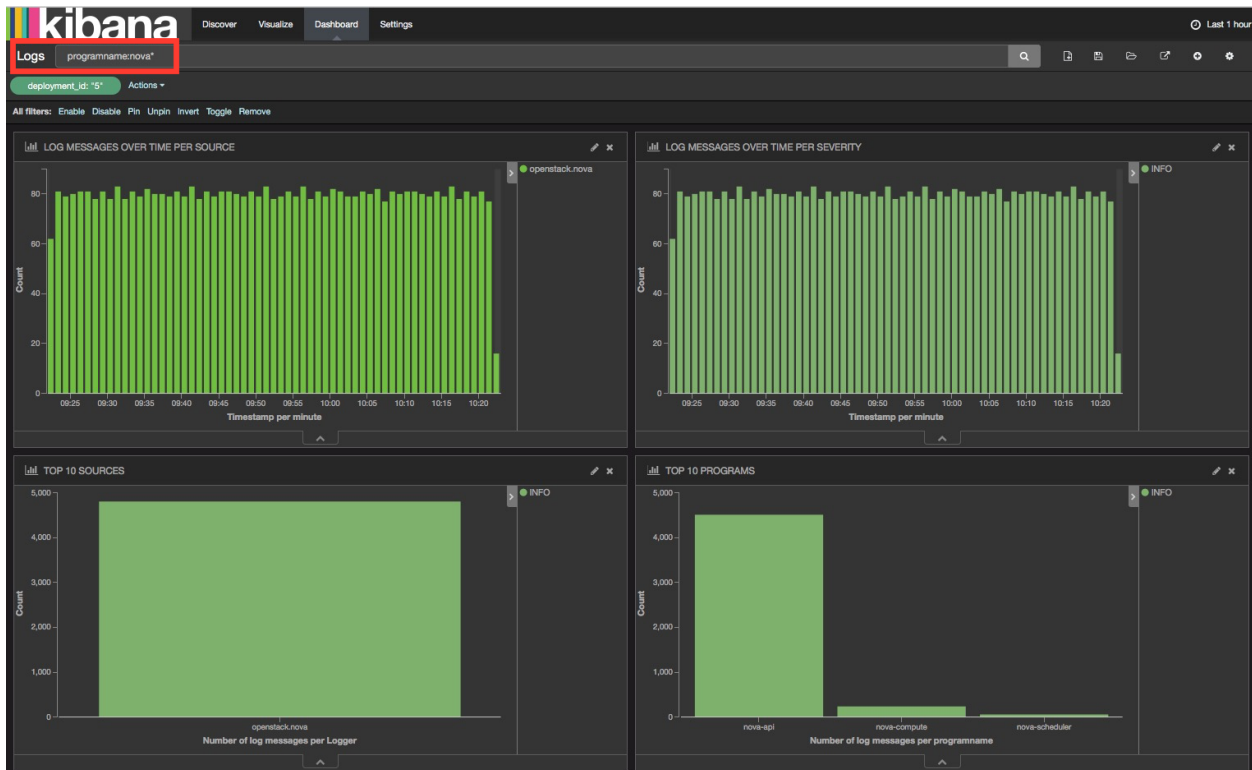 kibana Discover Visualize Dashboard Settings Last 1 hour
Logs programname:nova*
deployment_id: "5" Actions
All filters: Enable Disable Pin Unpin Invert Toggle Remove
LOG MESSAGES OVER TIME PER SOURCE
openstack.nova
80
60
40
20
0
Count
09:25 09:30 09:35 09:40 09:45 09:50 09:55 10:00 10:05 10:10 10:15 10:20
Timestamp per minute
LOG MESSAGES OVER TIME PER SEVERITY
INFO
80
60
40
20
0
Count
09:25 09:30 09:35 09:40 09:45 09:50 09:55 10:00 10:05 10:10 10:15 10:20
Timestamp per minute
TOP 10 SOURCES
INFO
5,000
4,000
3,000
2,000
1,000
0
Count
openstack.nova
Number of log messages per Logger
TOP 10 PROGRAMS
INFO
5,000
4,000
3,000
2,000
1,000
0
Count
nova-api nova-compute nova-scheduler
Number of log messages per programname